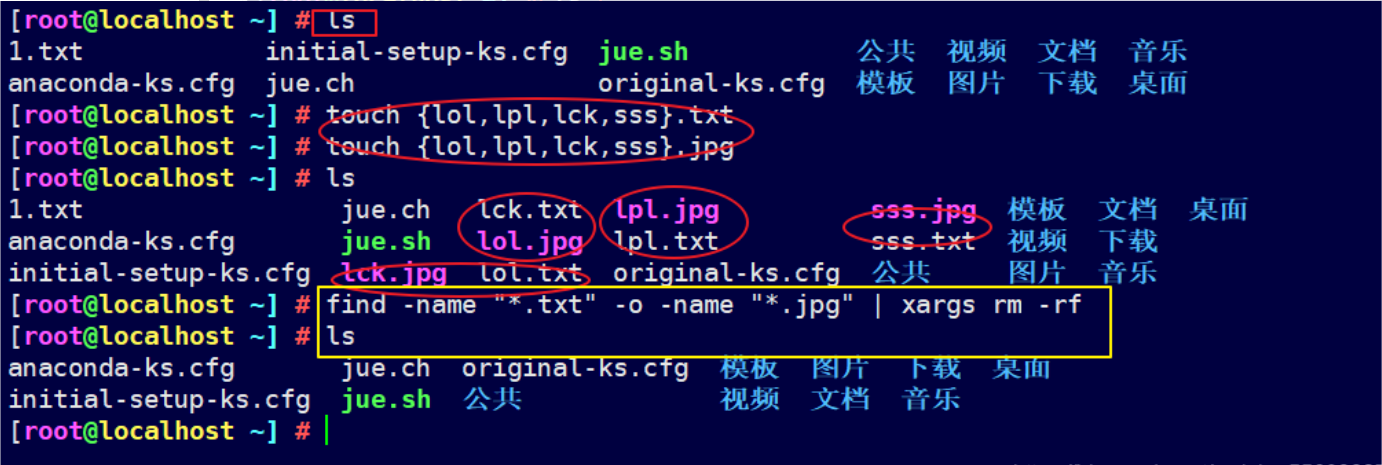 [root@localhost ~] # ls
1.txt initial-setup-ks.cfg jue.sh 公共 视频 文档 音乐
anaconda-ks.cfg jue.ch original-ks.cfg 模板 图片 下载 桌面
[root@localhost ~] # touch {lol,lpl,lck,sss}.txt
[root@localhost ~] # touch {lol,lpl,lck,sss}.jpg
[root@localhost ~] # ls
1.txt jue.ch lck.txt lpl.jpg sss.jpg 模板 文档 桌面
anaconda-ks.cfg jue.sh lol.jpg lpl.txt sss.txt 视频 下载
initial-setup-ks.cfg lck.jpg lol.txt original-ks.cfg 公共 图片 音乐
[root@localhost ~] # find -name "*.txt" -o -name "*.jpg" | xargs rm -rf
[root@localhost ~] # ls
anaconda-ks.cfg jue.ch original-ks.cfg 模板 图片 下载 桌面
initial-setup-ks.cfg jue.sh 公共 视频 文档 音乐
[root@localhost ~] #